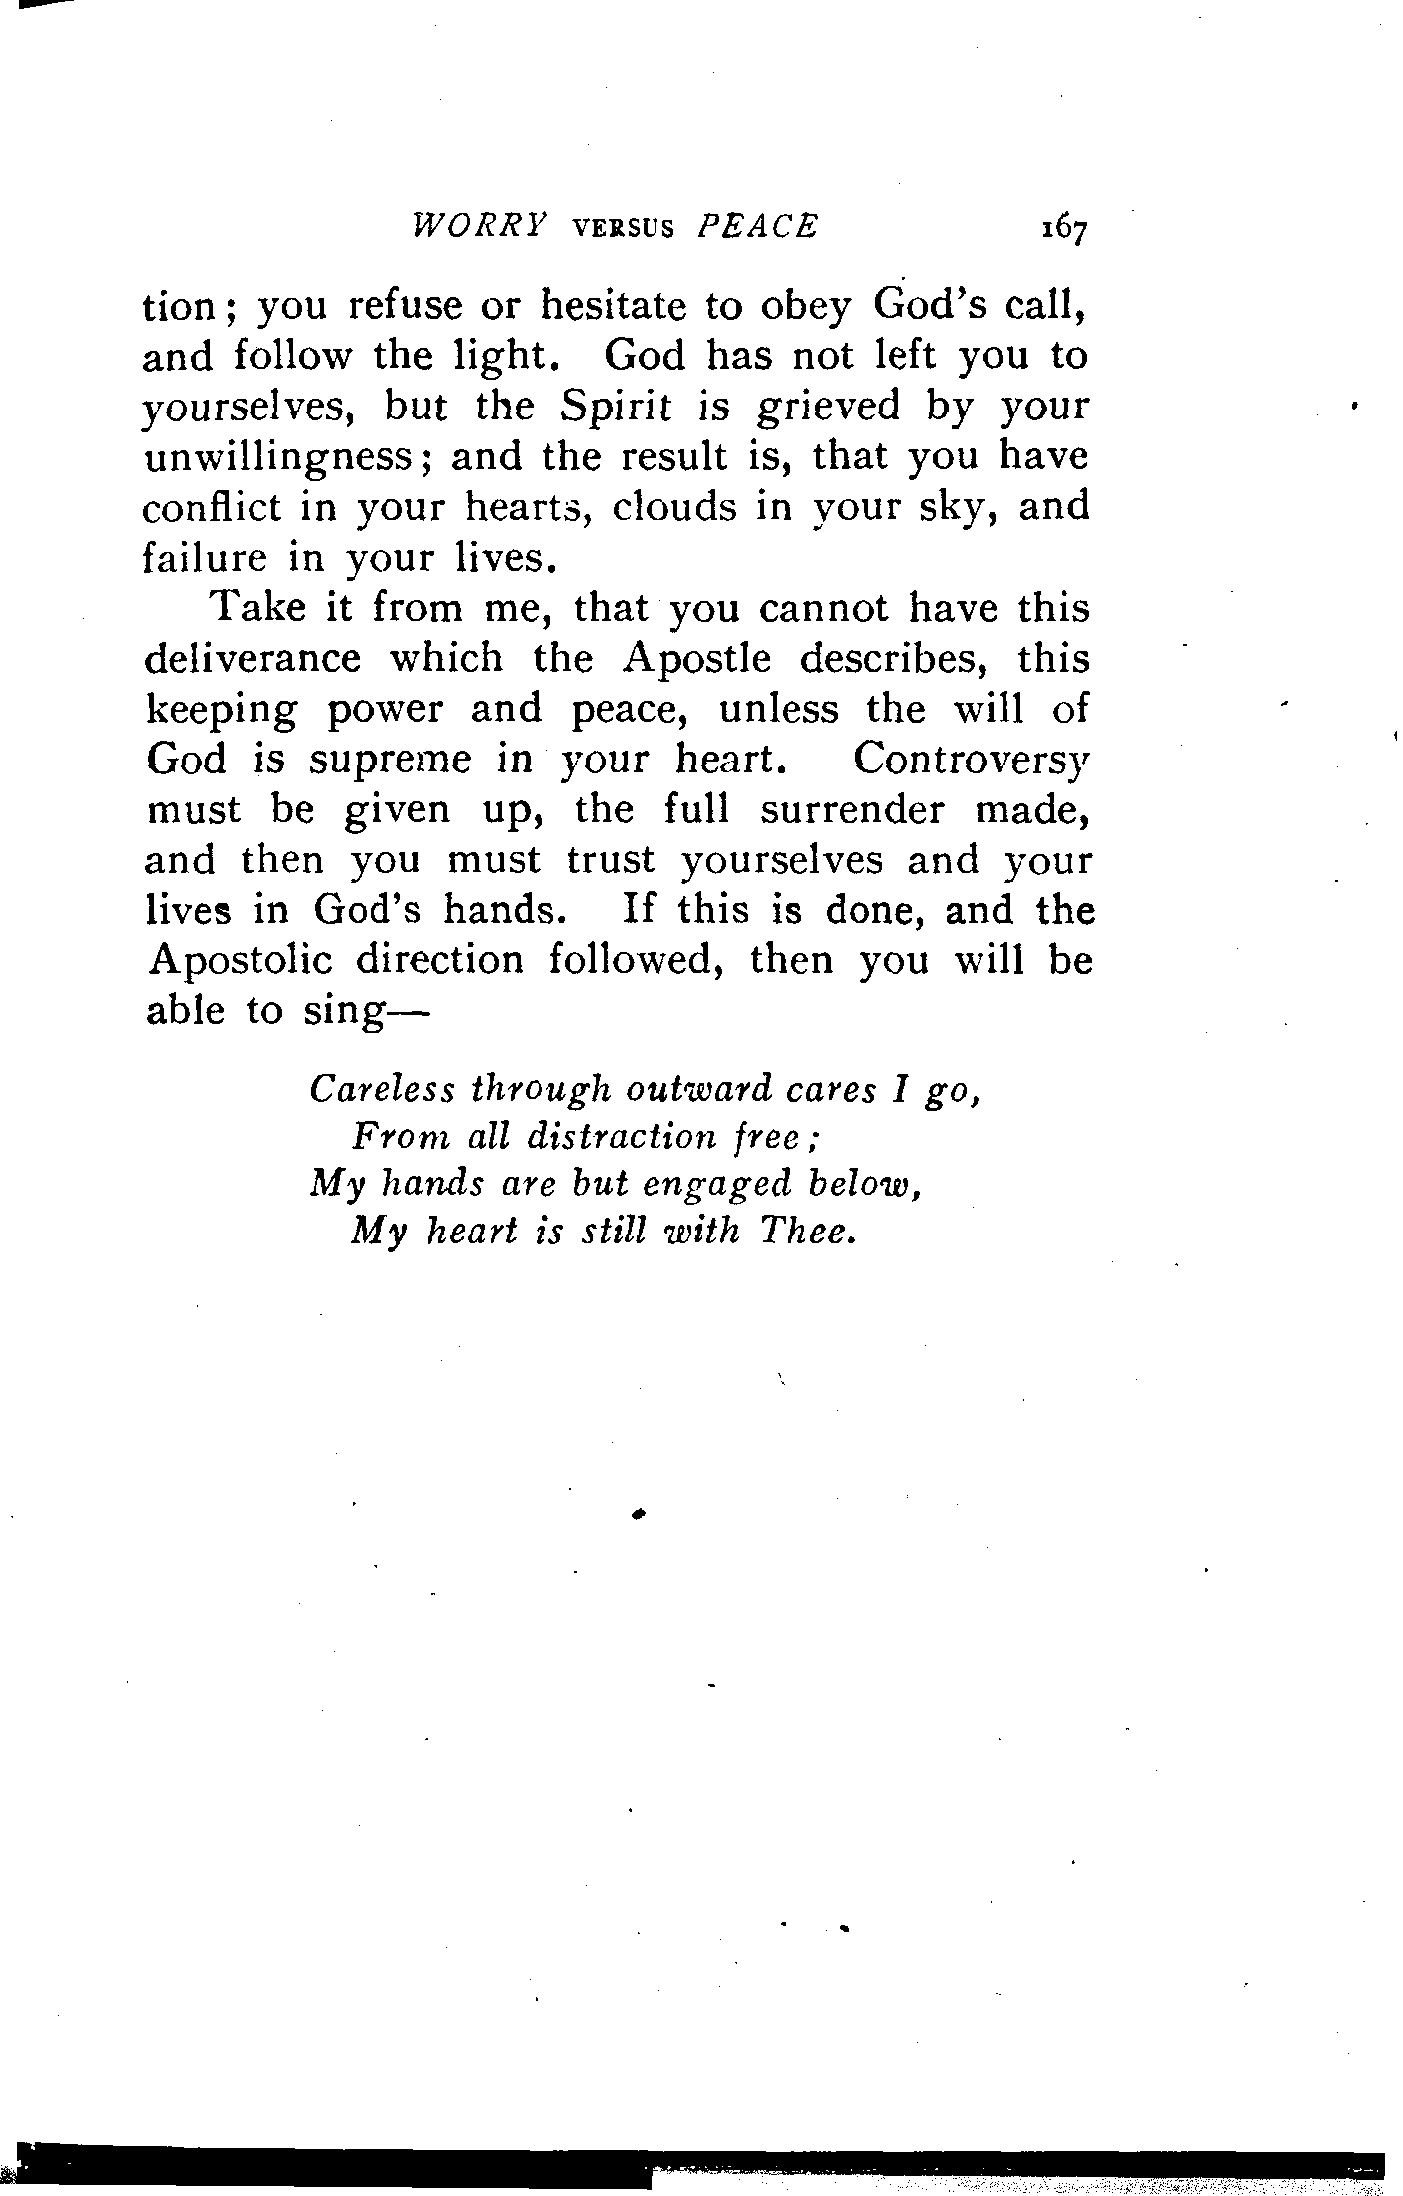 WORRY VERSUS PEACE 167
tion; you refuse or hesitate to obey God's call,
and follow the light. God has not left you to
yourselves, but the Spirit is grieved by your
unwillingness; and the result is, that you have
conflict in your hearts, clouds in your sky, and
failure in your lives.
Take it from me, that you cannot have this
deliverance which the Apostle describes, this
keeping power and peace, unless the will of
God is supreme in your heart. Controversy
must be given up, the full surrender made,
and then you must trust yourselves and your
lives in God's hands. If this is done, and the
Apostolic direction followed, then you will be
able to sing—
Careless through outward cares I go,
From all distraction free;
My hands are but engaged below,
My heart is still with Thee.